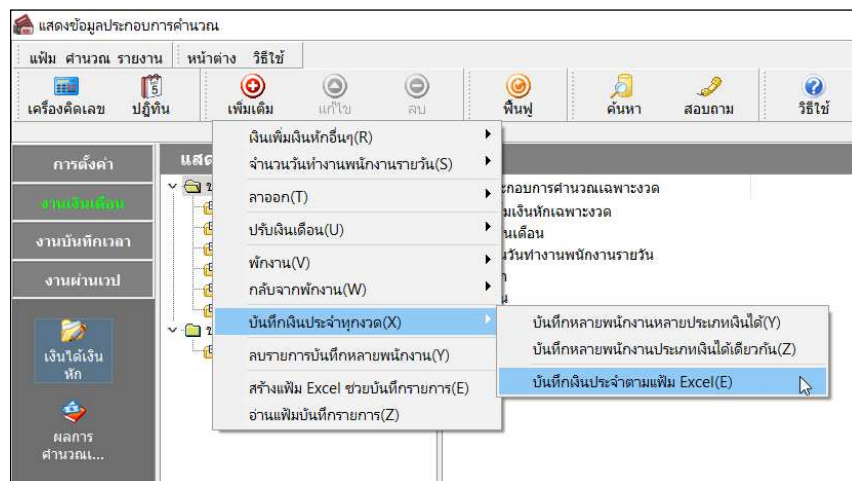 แสดงข้อมูลประกอบการคำนวณ
แฟ้ม คำนวณ รายงาน หน้าต่าง วิธีใช้
เครื่องคิดเลข ปฎิทิน เพิ่มเติม แก้ไข ลบ ฟื้นฟู ค้นหา สอบถาม วิธีใช้
การตั้งค่า
งานเงินเดือน
งานบันทึกเวลา
งานผ่านเวป
เงินได้เงิน
หัก
ผลการ
คำนวณเ...
แสด
เงินเพิ่มเงินหักอื่นๆ(R)
จำนวนวันทำงานพนักงานรายวัน(S)
ลาออก(T)
ปรับเงินเดือน(U)
พักงาน(V)
กลับจากพักงาน(W)
บันทึกเงินประจำทุกงวด(X)
ลบรายการบันทึกหลายพนักงาน(Y)
สร้างแฟ้ม Excel ช่วยบันทึกรายการ(E)
อ่านแฟ้มบันทึกรายการ(Z)
ะกอบการคำนวณเฉพาะงวด
มเงินหักเฉพาะงวด
นเดือน
วันทำงานพนักงานรายวัน
บันทึกหลายพนักงานหลายประเภทเงินได้(Y)
บันทึกหลายพนักงานประเภทเงินได้เดียวกัน(Z)
บันทึกเงินประจำตามแฟ้ม Excel(E)